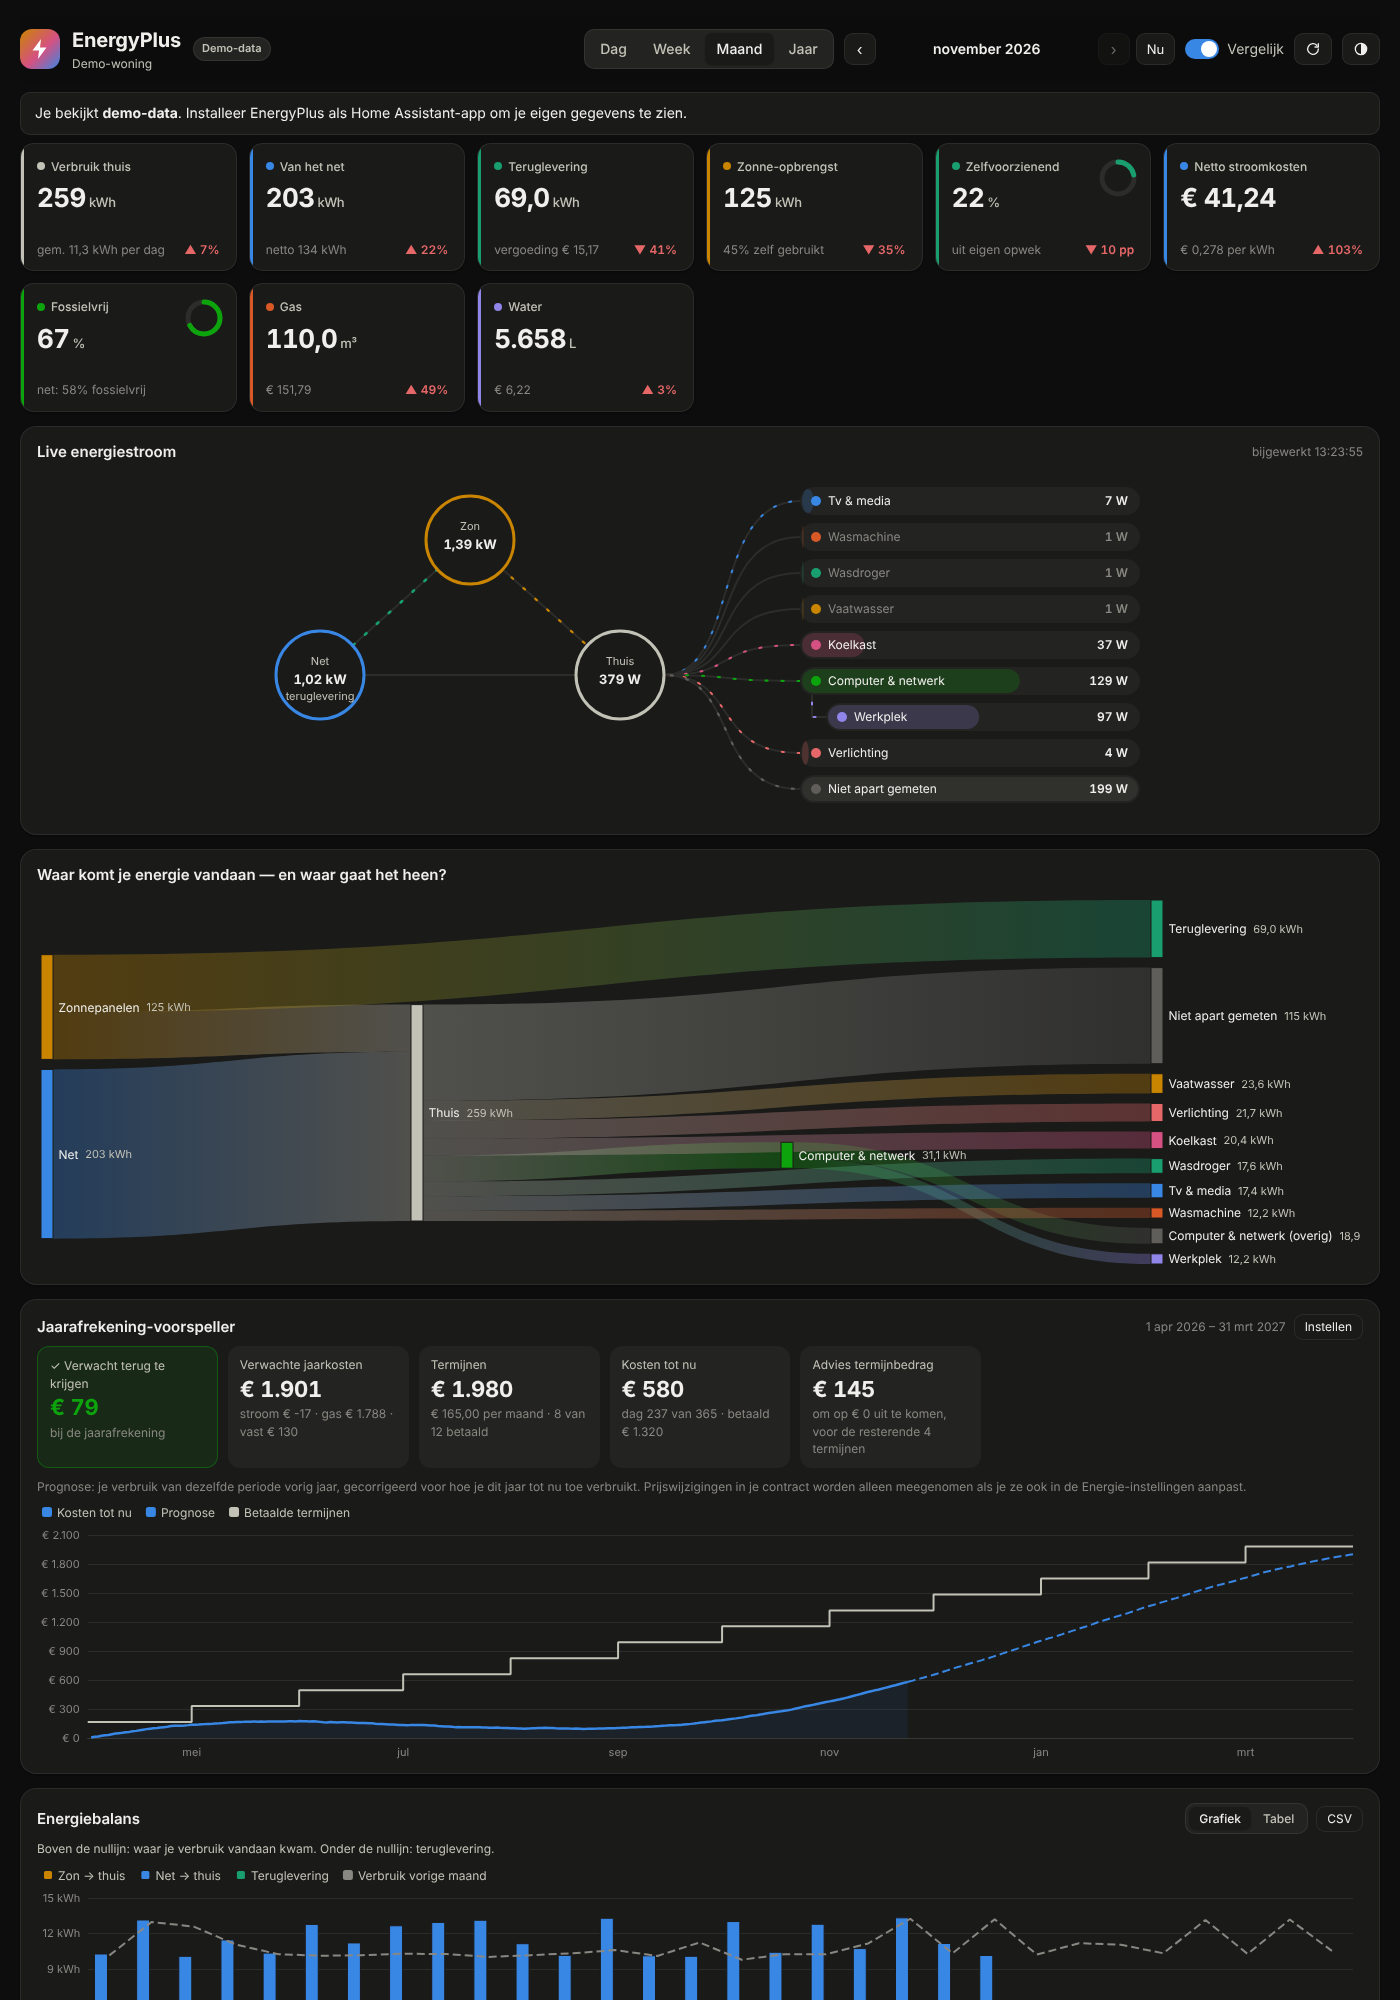 EnergyPlus
Demo-woning
Demo-data
Dag Week Maand Jaar
‹ november 2026 › Nu Vergelijk
Je bekijkt demo-data. Installeer EnergyPlus als Home Assistant-app om je eigen gegevens te zien.
Verbruik thuis
259 kWh
gem. 11,3 kWh per dag ▲ 7%
Van het net
203 kWh
netto 134 kWh ▲ 22%
Teruglevering
69,0 kWh
vergoeding € 15,17 ▼ 41%
Zonne-opbrengst
125 kWh
45% zelf gebruikt ▼ 35%
Zelfvoorzienend
22 %
uit eigen opwek ▼ 10 pp
Netto stroomkosten
€ 41,24
€ 0,278 per kWh ▲ 103%
Fossielvrij
67 %
net: 58% fossielvrij
Gas
110,0 m³
€ 151,79 ▲ 49%
Water
5.658 L
€ 6,22 ▲ 3%
Live energiestroom
bijgewerkt 13:23:55
Zon
1,39 kW
Net
1,02 kW
teruglevering
Thuis
379 W
Tv & media 7 W
Wasmachine 1 W
Wasdroger 1 W
Vaatwasser 1 W
Koelkast 37 W
Computer & netwerk 129 W
Werkplek 97 W
Verlichting 4 W
Niet apart gemeten 199 W
Waar komt je energie vandaan — en waar gaat het heen?
Zonnepanelen 125 kWh
Net 203 kWh
Thuis 259 kWh
Computer & netwerk 31,1 kWh
Teruglevering 69,0 kWh
Niet apart gemeten 115 kWh
Vaatwasser 23,6 kWh
Verlichting 21,7 kWh
Koelkast 20,4 kWh
Wasdroger 17,6 kWh
Tv & media 17,4 kWh
Wasmachine 12,2 kWh
Computer & netwerk (overig) 18,9
Werkplek 12,2 kWh
Jaarafrekening-voorspeller
1 apr 2026 – 31 mrt 2027 Instellen
✓ Verwacht terug te
krijgen
€ 79
bij de jaarafrekening
Verwachte jaarkosten
€ 1.901
stroom € -17 · gas € 1.788 ·
vast € 130
Termijnen
€ 1.980
€ 165,00 per maand · 8 van
12 betaald
Kosten tot nu
€ 580
dag 237 van 365 · betaald
€ 1.320
Advies termijnbedrag
€ 145
om op € 0 uit te komen,
voor de resterende 4
termijnen
Prognose: je verbruik van dezelfde periode vorig jaar, gecorrigeerd voor hoe je dit jaar tot nu toe verbruikt. Prijswijzigingen in je contract worden alleen meegenomen als je ze ook in de Energie-instellingen aanpast.
Kosten tot nu Prognose Betaalde termijnen
€ 2.100
€ 1.800
€ 1.500
€ 1.200
€ 900
€ 600
€ 300
€ 0
mei jul sep nov jan mrt
Energiebalans
Grafiek Tabel CSV
Boven de nullijn: waar je verbruik vandaan kwam. Onder de nullijn: teruglevering.
Zon → thuis Net → thuis Teruglevering Verbruik vorige maand
15 kWh
12 kWh
9 kWh